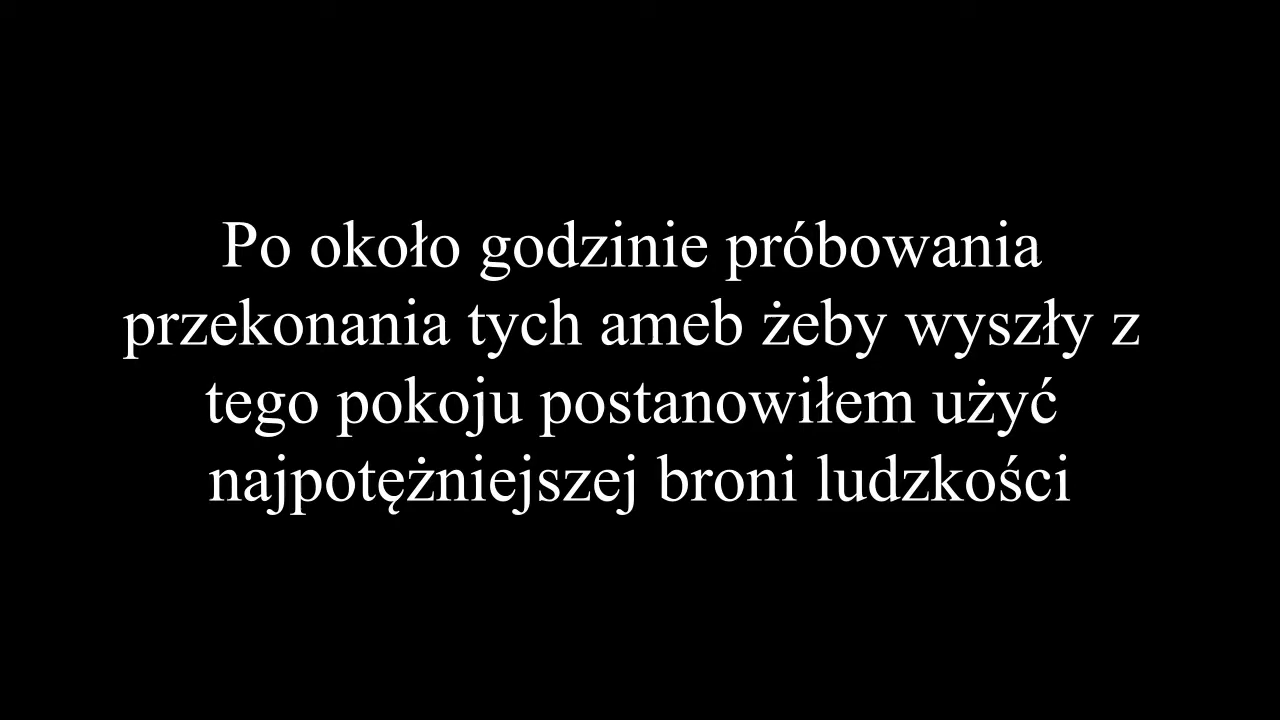 Po około godzinie próbowania
przekonania tych ameb żeby wyszły z
tego pokoju postanowiłem użyć
najpotężniejszej broni ludzkości